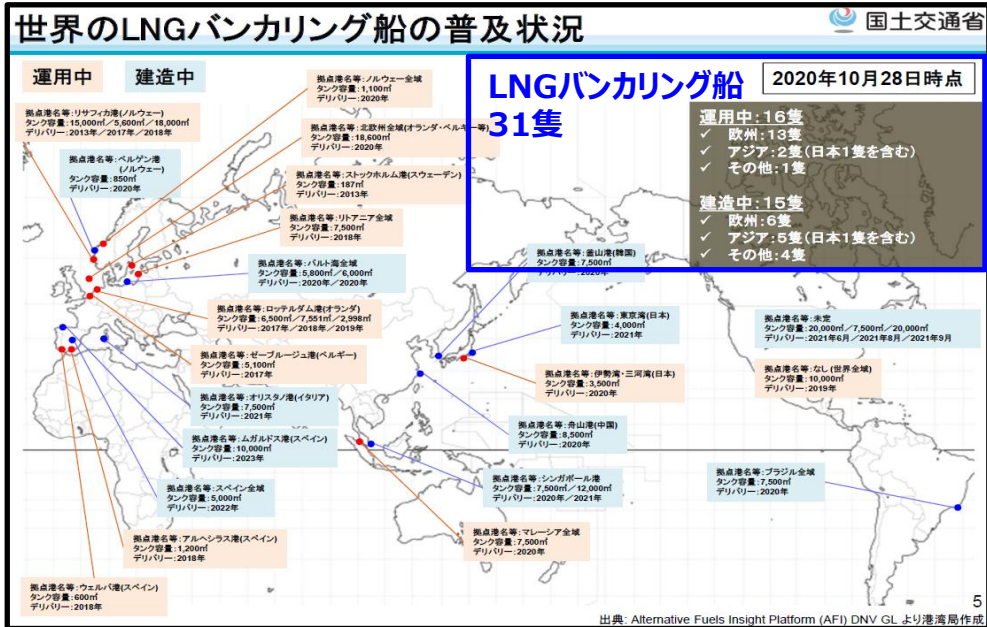 世界のLNGバンカリング船の普及状況
国土交通省
運用中
建造中
LNGバンカリング船
31隻
2020年10月28日時点
運用中:16隻
✓ 欧州:13隻
✓ アジア:2隻(日本1隻を含む)
✓ その他:1隻
建造中:15隻
✓ 欧州:6隻
✓ アジア:5隻(日本1隻を含む)
✓ その他:4隻
拠点港名等:ノルウェー全域
タンク容量:1,100㎥
デリバリー:2020年
拠点港名等:リサフィカ港(ノルウェー)
タンク容量:15,000㎥/5,600㎥/18,000㎥
デリバリー:2013年/2017年/2018年
拠点港名等:北欧州全域(オランダ・ベルギー等)
タンク容量:18,600㎥
デリバリー:2020年
拠点港名等:ベルゲン港
(ノルウェー)
タンク容量:850㎥
デリバリー:2020年
拠点港名等:ストックホルム港(スウェーデン)
タンク容量:187㎥
デリバリー:2013年
拠点港名等:リトアニア全域
タンク容量:7,500㎥
デリバリー:2018年
拠点港名等:バルト海全域
タンク容量:5,800㎥/6,000㎥
デリバリー:2020年/2020年
拠点港名等:釜山港(韓国)
タンク容量:7,500㎥
デリバリー:2020年
拠点港名等:ロッテルダム港(オランダ)
タンク容量:6,500㎥/7,551㎥/2,998㎥
デリバリー:2017年/2018年/2019年
拠点港名等:東京湾(日本)
タンク容量:4,000㎥
デリバリー:2021年
拠点港名等:未定
タンク容量:20,000㎥/7,500㎥/20,000㎥
デリバリー:2021年6月/2021年8月/2021年9月
拠点港名等:ゼーブルージュ港(ベルギー)
タンク容量:5,100㎥
デリバリー:2017年
拠点港名等:伊勢湾・三河湾(日本)
タンク容量:3,500㎥
デリバリー:2020年
拠点港名等:なし(世界全域)
タンク容量:10,000㎥
デリバリー:2019年
拠点港名等:オリスタノ港(イタリア)
タンク容量:7,500㎥
デリバリー:2021年
拠点港名等:舟山港(中国)
タンク容量:8,500㎥
デリバリー:2020年
拠点港名等:ムガルドス港(スペイン)
タンク容量:10,000㎥
デリバリー:2023年
拠点港名等:シンガポール港
タンク容量:7,500㎥/12,000㎥
デリバリー:2020年/2021年
拠点港名等:ブラジル全域
タンク容量:7,500㎥
デリバリー:2020年
拠点港名等:スペイン全域
タンク容量:5,000㎥
デリバリー:2022年
拠点港名等:マレーシア全域
タンク容量:7,500㎥
デリバリー:2020年
拠点港名等:アルヘシラス港(スペイン)
タンク容量:1,200㎥
デリバリー:2018年
拠点港名等:ウェルバ港(スペイン)
タンク容量:600㎥
デリバリー:2018年
5
出典: Alternative Fuels Insight Platform (AFI) DNV GL より港湾局作成